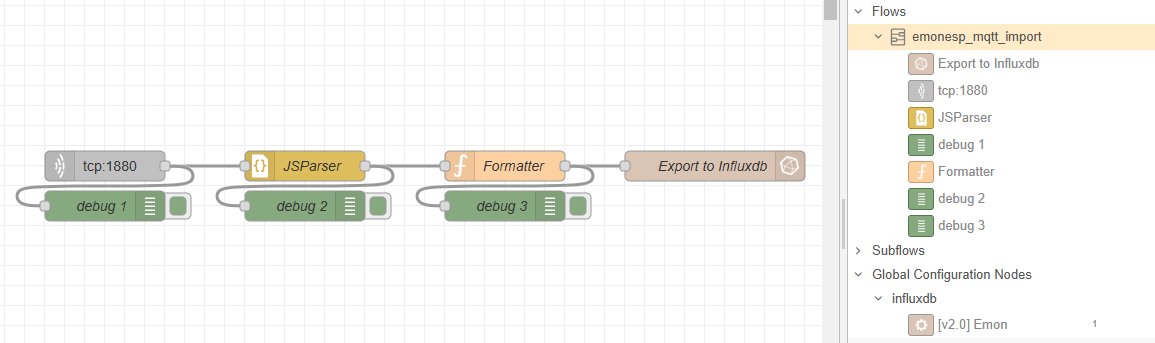 tcp:1880
JSParser
Formatter
Export to Influxdb
debug 1
debug 2
debug 3
Flows
emonesp_mqtt_import
Export to Influxdb
tcp:1880
JSParser
debug 1
Formatter
debug 2
debug 3
Subflows
Global Configuration Nodes
influxdb
[v2.0] Emon 1